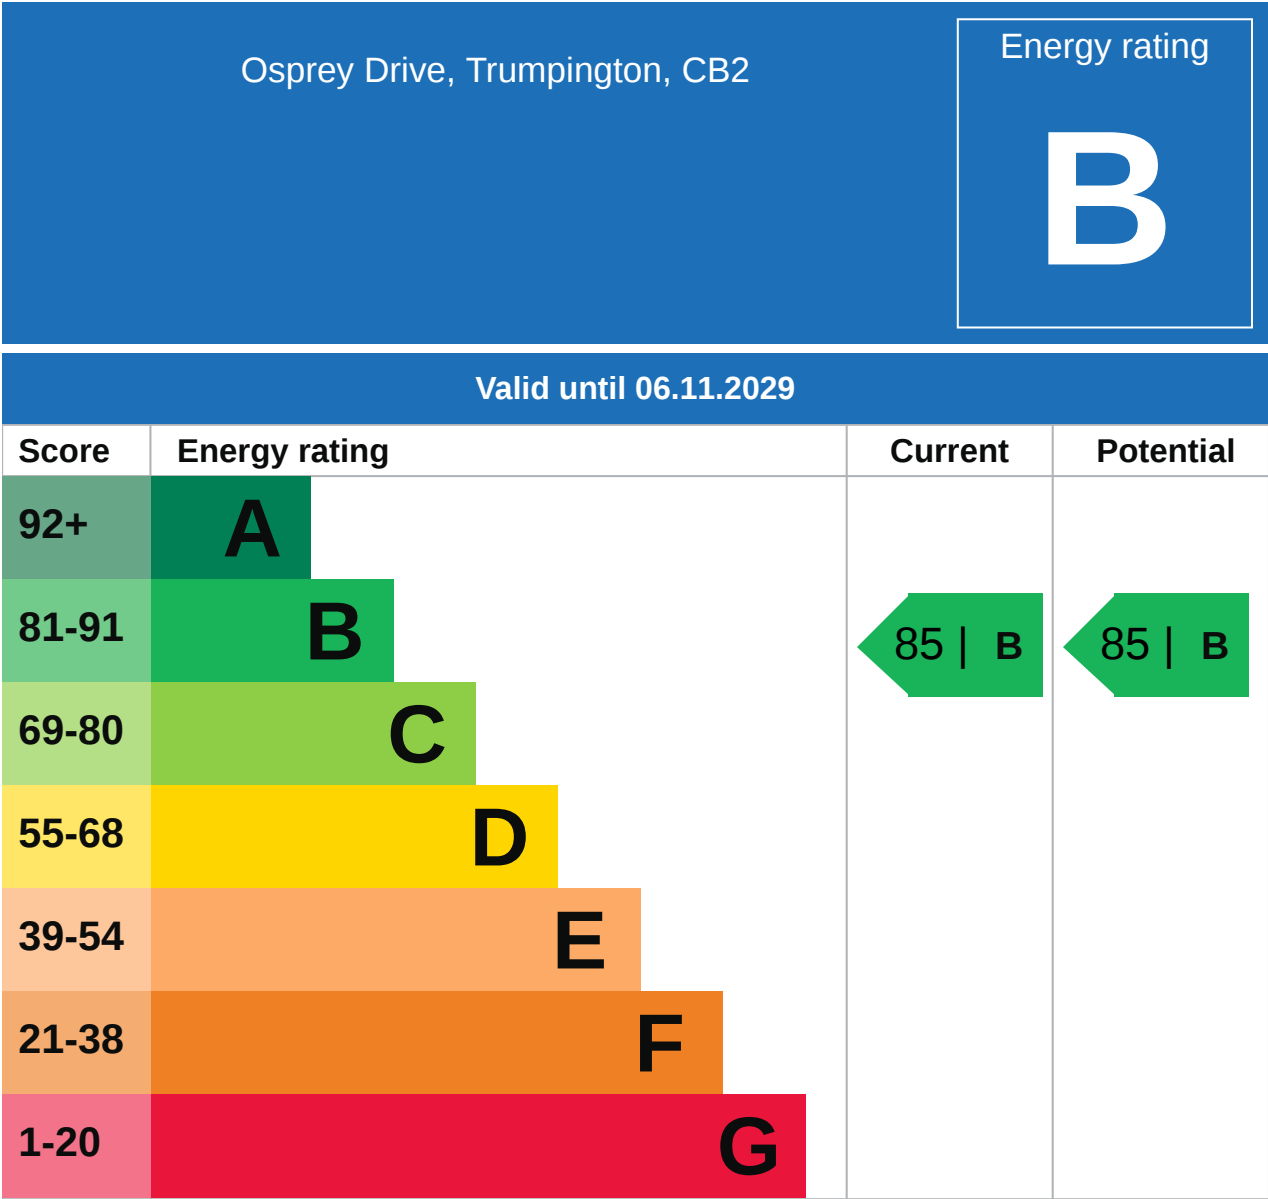 Osprey Drive, Trumpington, CB2
Energy rating
B
Valid until 06.11.2029
Score Energy rating Current Potential
92+ A
81-91 B 85 | B 85 | B
69-80 C
55-68 D
39-54 E
21-38 F
1-20 G